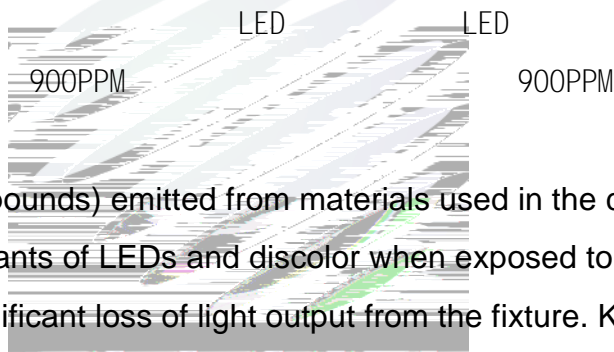 LED LED
900PPM 900PPM
ounds) emitted from materials used in the c
ants of LEDs and discolor when exposed to
ificant loss of light output from the fixture. K